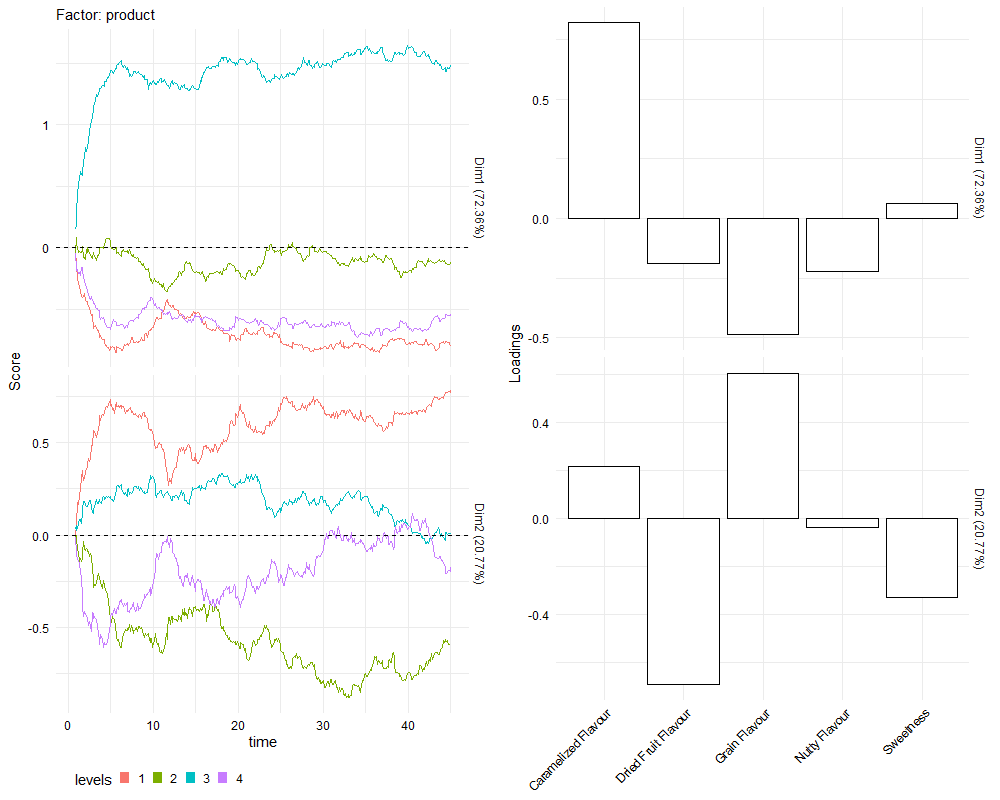 Factor: product
Score
1
0
Dim1 (72.36%)
0.5
0.0
-0.5
Dim2 (20.77%)
0 10 20 30 40
time
levels 1 2 3 4
Loadings
0.5
0.0
-0.5
Dim1 (72.36%)
0.4
0.0
-0.4
Dim2 (20.77%)
Caramelized Flavour
Dried Fruit Flavour
Grain Flavour
Nutty Flavour
Sweetness